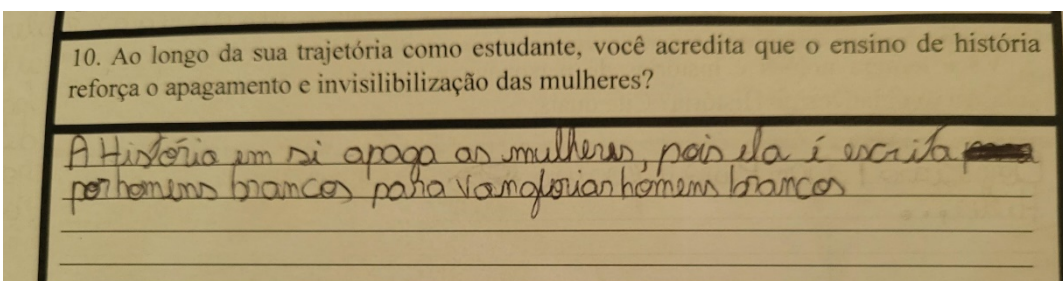 10. Ao longo da sua trajetória como estudante, você acredita que o ensino de história
reforça o apagamento e invisilibilização das mulheres?
A História em si apaga as mulheres, pois ela é escrita
por homens brancos para vangloriar homens brancos